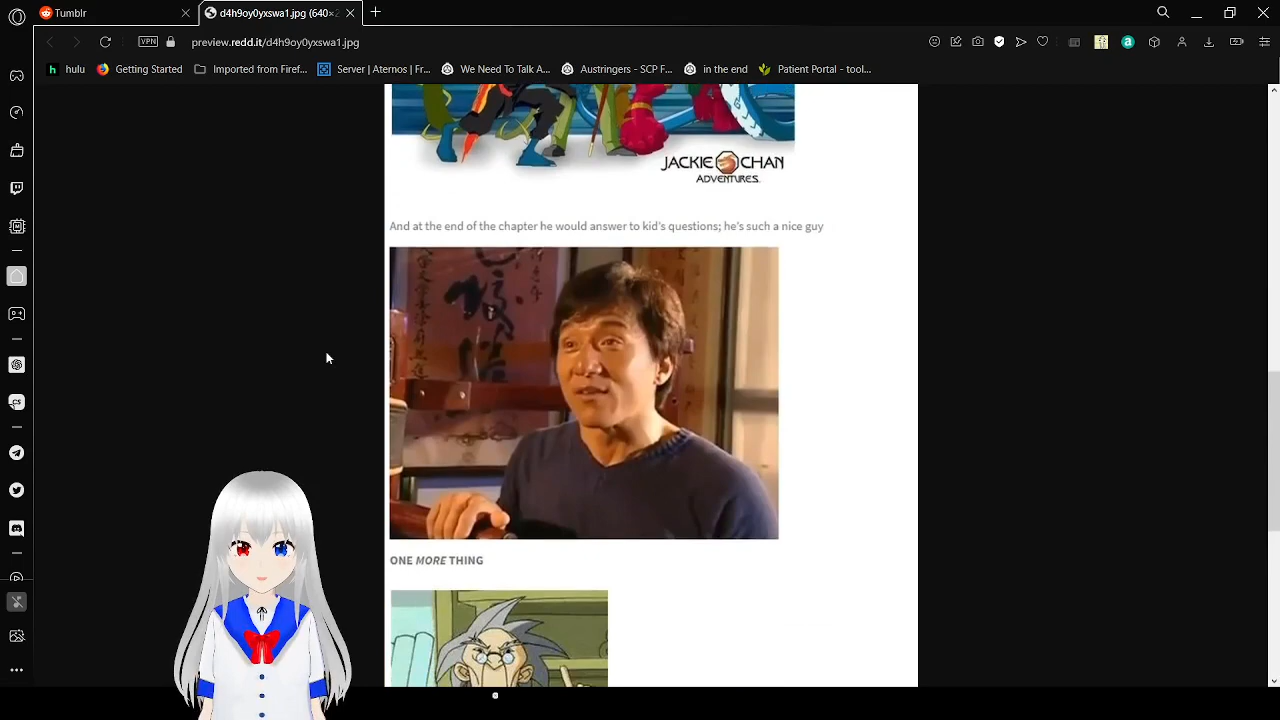 Tumblr
d4h9oy0yxswa1.jpg (640×2
VPN
preview.redd.it/d4h9oy0yxswa1.jpg
hulu
Getting Started
Imported from Firef...
Server | Aternos | Fr...
We Need To Talk A...
Austringers - SCP F...
in the end
Patient Portal - tool...
JACKIE CHAN
ADVENTURES
And at the end of the chapter he would answer to kid's questions; he's such a nice guy
ONE MORE THING